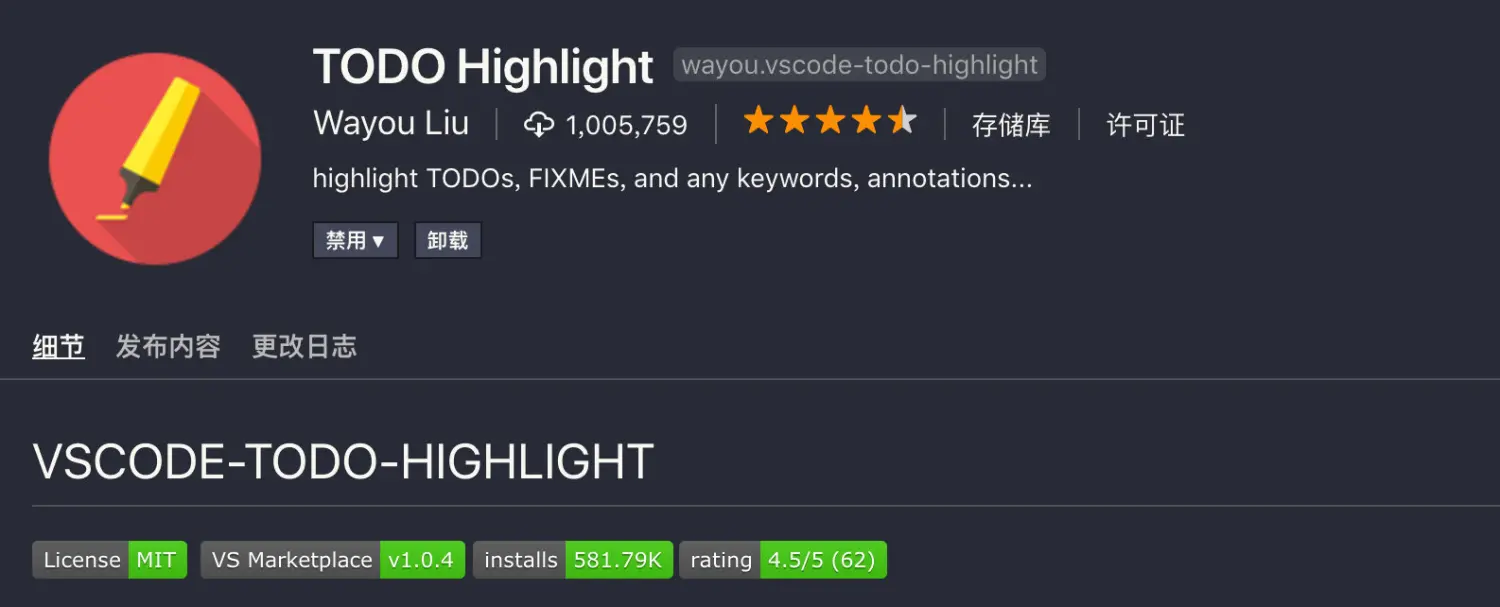 TODO Highlight wayou.vscode-todo-highlight
Wayou Liu 1,005,759 存储库 许可证
highlight TODOs, FIXMEs, and any keywords, annotations...
禁用 卸载
细节 发布内容 更改日志
VSCODE-TODO-HIGHLIGHT
License MIT VS Marketplace v1.0.4 installs 581.79K rating 4.5/5 (62)